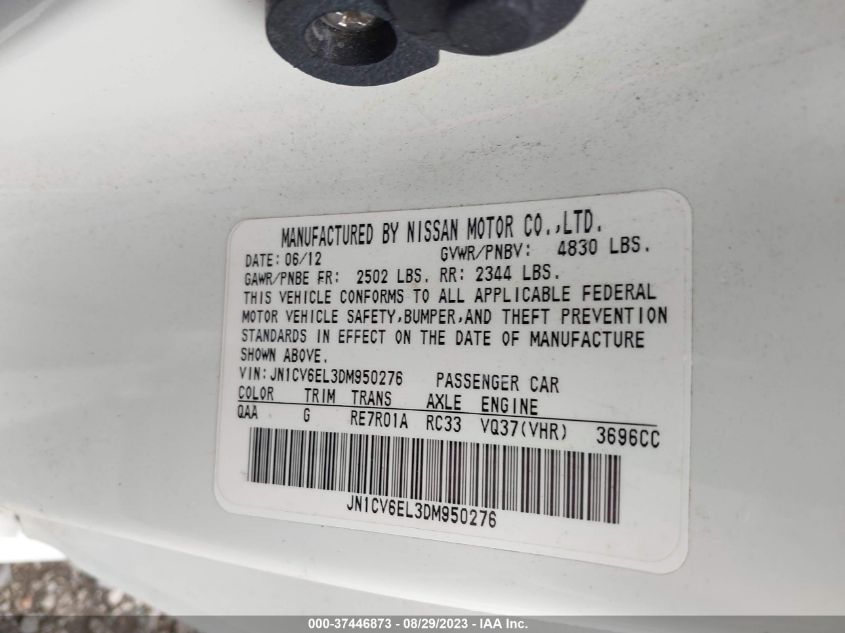 MANUFACTURED BY NISSAN MOTOR CO.,LTD.
DATE: 06/12 GVWR/PNBV: 4830 LBS.
GAWR/PNBE FR: 2502 LBS. RR: 2344 LBS.
THIS VEHICLE CONFORMS TO ALL APPLICABLE FEDERAL
MOTOR VEHICLE SAFETY,BUMPER,AND THEFT PREVENTION
STANDARDS IN EFFECT ON THE DATE OF MANUFACTURE
SHOWN ABOVE.
VIN:JN1CV6EL3DM950276 PASSENGER CAR
COLOR TRIM TRANS AXLE ENGINE
QAA G RE7R01A RC33 VQ37(VHR) 3696CC
JN1CV6EL3DM950276
000-37446873 - 08/29/2023 - IAA Inc.